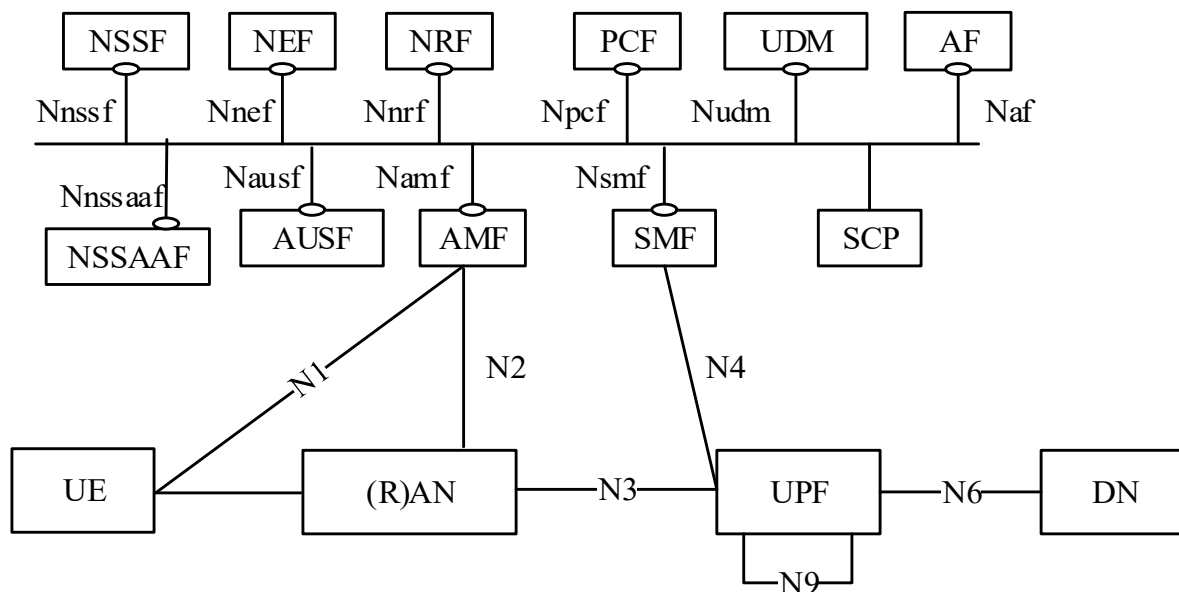 NSSF NEF NRF PCF UDM AF
Nnssf Nnef Nnrf Npcf Nudm Naf
Nnssaaf Nausf Namf Nsmf
NSSAAF AUSF AMF SMF SCP
N1 N2 N4
UE (R)AN N3 UPF N6 DN
N9